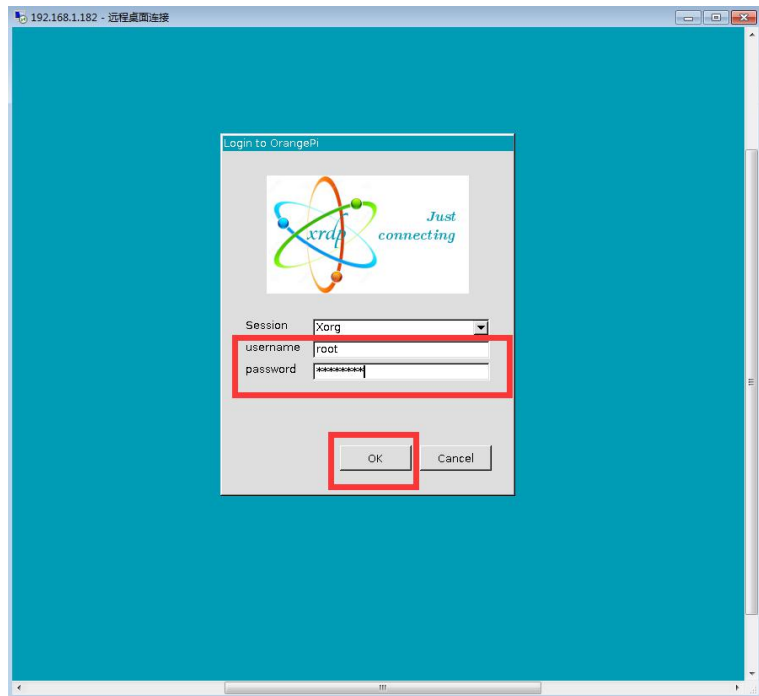 192.168.1.182 - 远程桌面连接
Login to OrangePi
xrdp
Just
connecting
Session Xorg
username root
password ********
OK Cancel